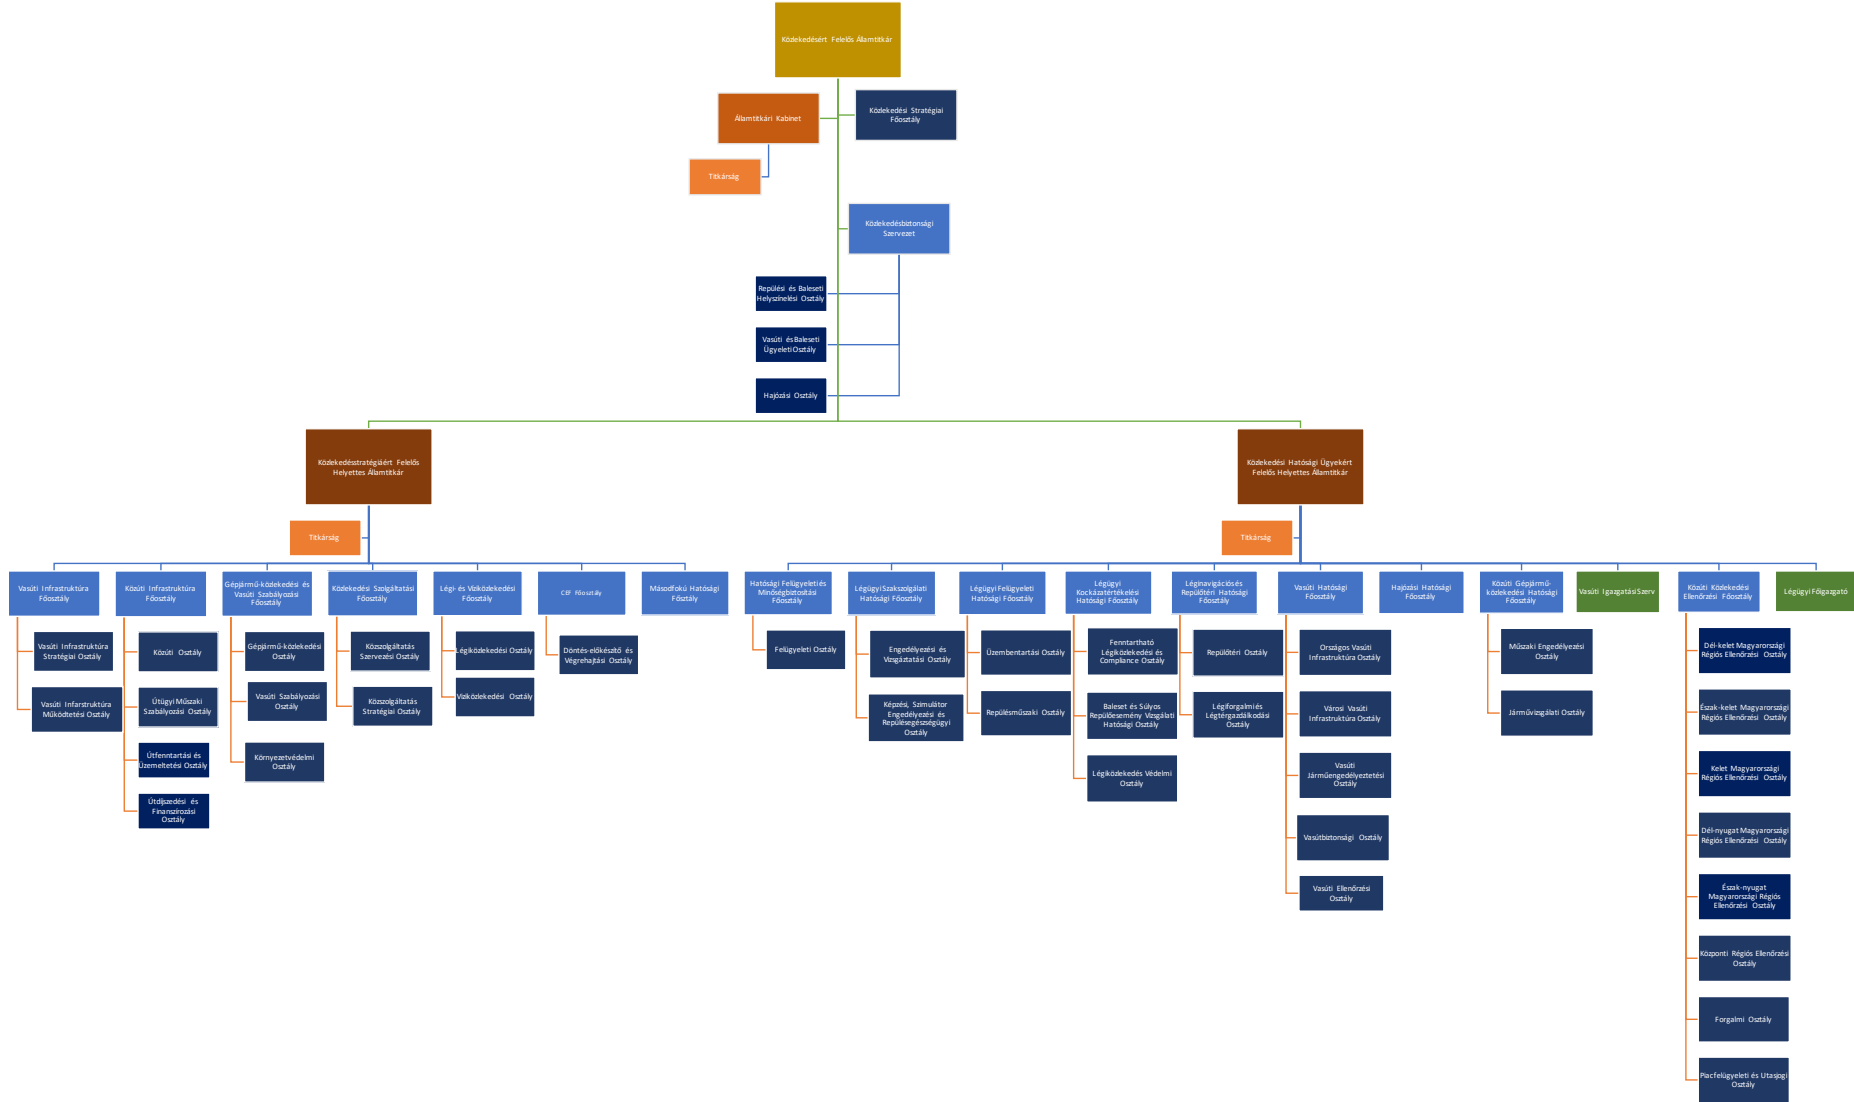 Közlekedésért Felelős Államtitkár
Államtitkári Kabinet
Közlekedési Stratégiai
Főosztály
Titkárság
Közlekedésbiztonsági
Szervezet
Repülési és Baleseti
Helyszínelési Osztály
Vasúti és Baleseti
Ügyeleti Osztály
Hajózási Osztály
Közlekedésstratégiáért Felelős
Helyettes Államtitkár
Közlekedési Hatósági Ügyekért
Felelős Helyettes Államtitkár
Titkárság
Titkárság
Vasúti Infrastruktúra
Főosztály
Közúti Infrastruktúra
Főosztály
Gépjármű-közlekedési és
Vasúti Szabályozási
Főosztály
Közlekedési Szolgáltatási
Főosztály
Légi- és Víziközlekedési
Főosztály
CEF Főosztály
Másodfokú Hatósági
Főisztály
Hatósági Felügyeleti és
Minőségbiztosítási
Főosztály
Légügyi Szakszolgálati
Hatósági Főosztály
Légügyi Felügyeleti
Hatósági Főosztály
Légügyi
Kockázatértékelési
Hatósági Főosztály
Léginavigációs és
Repülőtéri Hatósági
Főosztály
Vasúti Hatósági
Főosztály
Hajózási Hatósági
Főosztály
Közúti Gépjármű-
közlekedési Hatósági
Főosztály
Vasúti Igazgatási Szerv
Közúti Közlekedési
Ellenőrzési Főosztály
Légügyi Főigazgató
Vasúti Infrastruktúra
Stratégiai Osztály
Vasúti Infarstruktúra
Működtetési Osztály
Közúti Osztály
Útügyi Műszaki
Szabályozási Osztály
Útfenntartási és
Üzemeltetési Osztály
Útdíjszedési és
Finanszírozási
Osztály
Gépjármű-közlekedési
Osztály
Vasúti Szabályozási
Osztály
Környezetvédelmi
Osztály
Közszolgáltatás
Szervezési Osztály
Közszolgáltatás
Stratégiai Osztály
Légiközlekedési Osztály
Víziközlekedési Osztály
Döntés-előkészítő és
Végrehajtási Osztály
Felügyeleti Osztály
Engedélyezési és
Vizsgáztatási Osztály
Képzési, Szimulátor
Engedélyezési és
Repülésegészségügyi
Osztály
Üzembentartási Osztály
Repülésműszaki Osztály
Fenntartható
Légiközlekedési és
Compliance Osztály
Baleset és Súlyos
Repülőesemény Vizsgálati
Hatósági Osztály
Légiközlekedés Védelmi
Osztály
Repülőtéri Osztály
Légiforgalmi és
Légtérgazdálkodási
Osztály
Országos Vasúti
Infrastruktúra Osztály
Városi Vasúti
Infrastruktúra Osztály
Vasúti
Járműengedélyeztetési
Osztály
Vasútbiztonsági Osztály
Vasúti Ellenőrzési
Osztály
Műszaki Engedélyezési
Osztály
Járművizsgálati Osztály
Dél-kelet Magyarországi
Régiós Ellenőrzési Osztály
Észak-kelet Magyarországi
Régiós Ellenőrzési Osztály
Kelet Magyarországi
Régiós Ellenőrzési Osztály
Dél-nyugat Magyarországi
Régiós Ellenőrzési Osztály
Észak-nyugat
Magyarországi Régiós
Ellenőrzési Osztály
Központi Régiós Ellenőrzési
Osztály
Forgalmi Osztály
Piacfelügyeleti és Utasjogi
Osztály